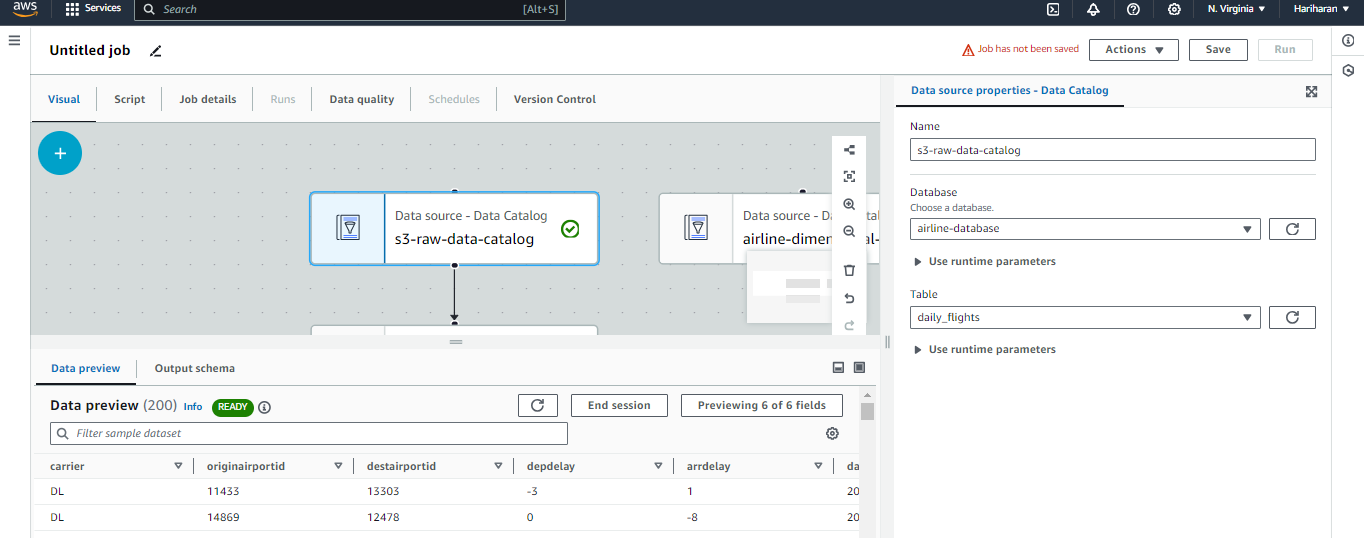 aws Services Search [Alt+S] N. Virginia Hariharan
Untitled job Job has not been saved Actions Save Run
Visual Script Job details Runs Data quality Schedules Version Control
Data source properties - Data Catalog
Name
s3-raw-data-catalog
Database
Choose a database.
airline-database
Use runtime parameters
Table
daily_flights
Use runtime parameters
+
Data source - Data Catalog
s3-raw-data-catalog
Data source - Da
airline-dimen
Data preview Output schema
Data preview (200) Info READY End session Previewing 6 of 6 fields
Filter sample dataset
carrier originairportid destairportid depdelay arrdelay da
DL 11433 13303 -3 1 20
DL 14869 12478 0 -8 20